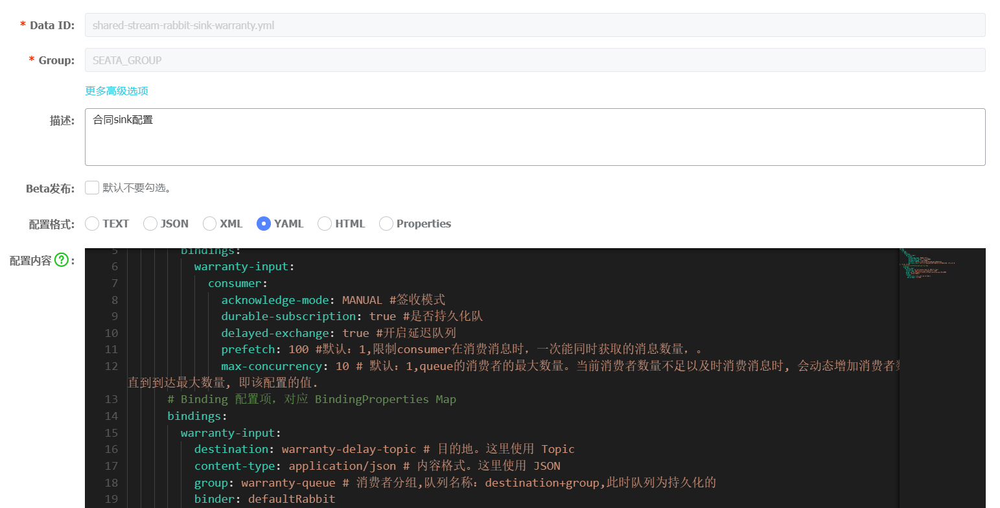 * Data ID: shared-stream-rabbit-sink-warranty.yml
* Group: SEATA_GROUP
更多高级选项
描述: 合同sink配置
Beta发布: 默认不要勾选。
配置格式: TEXT JSON XML YAML HTML Properties
配置内容 ? :
5 bindings:
6 warranty-input:
7 consumer:
8 acknowledge-mode: MANUAL #签收模式
9 durable-subscription: true #是否持久化队
10 delayed-exchange: true #开启延迟队列
11 prefetch: 100 #默认：1,限制consumer在消费消息时，一次能同时获取的消息数量，。
12 max-concurrency: 10 # 默认：1,queue的消费者的最大数量。当前消费者数量不足以及时消费消息时, 会动态增加消费者数
直到到达最大数量, 即该配置的值.
13 # Binding 配置项，对应 BindingProperties Map
14 bindings:
15 warranty-input:
16 destination: warranty-delay-topic # 目的地。这里使用 Topic
17 content-type: application/json # 内容格式。这里使用 JSON
18 group: warranty-queue # 消费者分组,队列名称：destination+group,此时队列为持久化的
19 binder: defaultRabbit